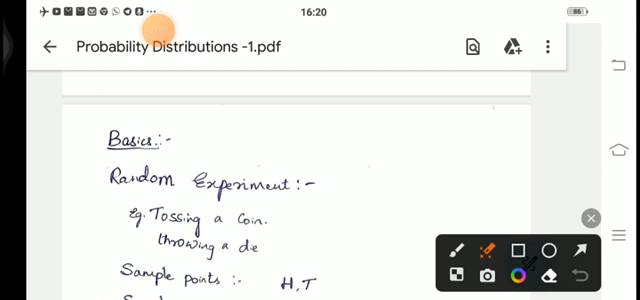 16:20
86
Probability Distributions -1.pdf
Basics:-
Random Experiment:-
Eg. Tossing a coin.
throwing a die
Sample points:- H,T